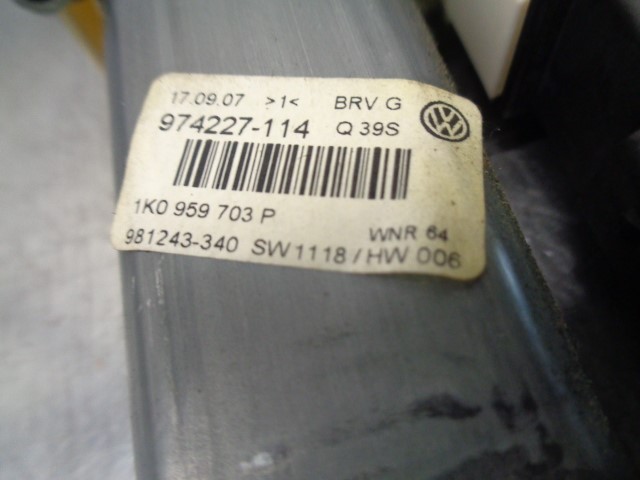 17.09.07 >1< BRV G
974227-114 Q 39S
1K0 959 703 P
WNR 64
981243-340 SW1118 / HW 006